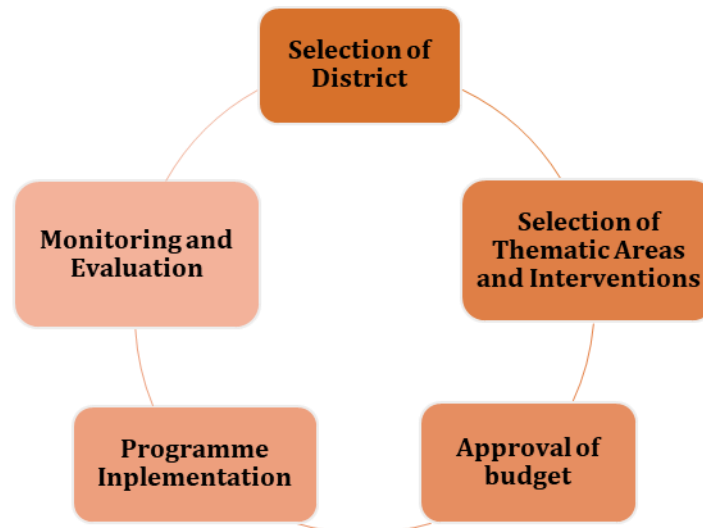 Selection of
District
Selection of
Thematic Areas
and Interventions
Approval of
budget
Programme
Inplementation
Monitoring and
Evaluation